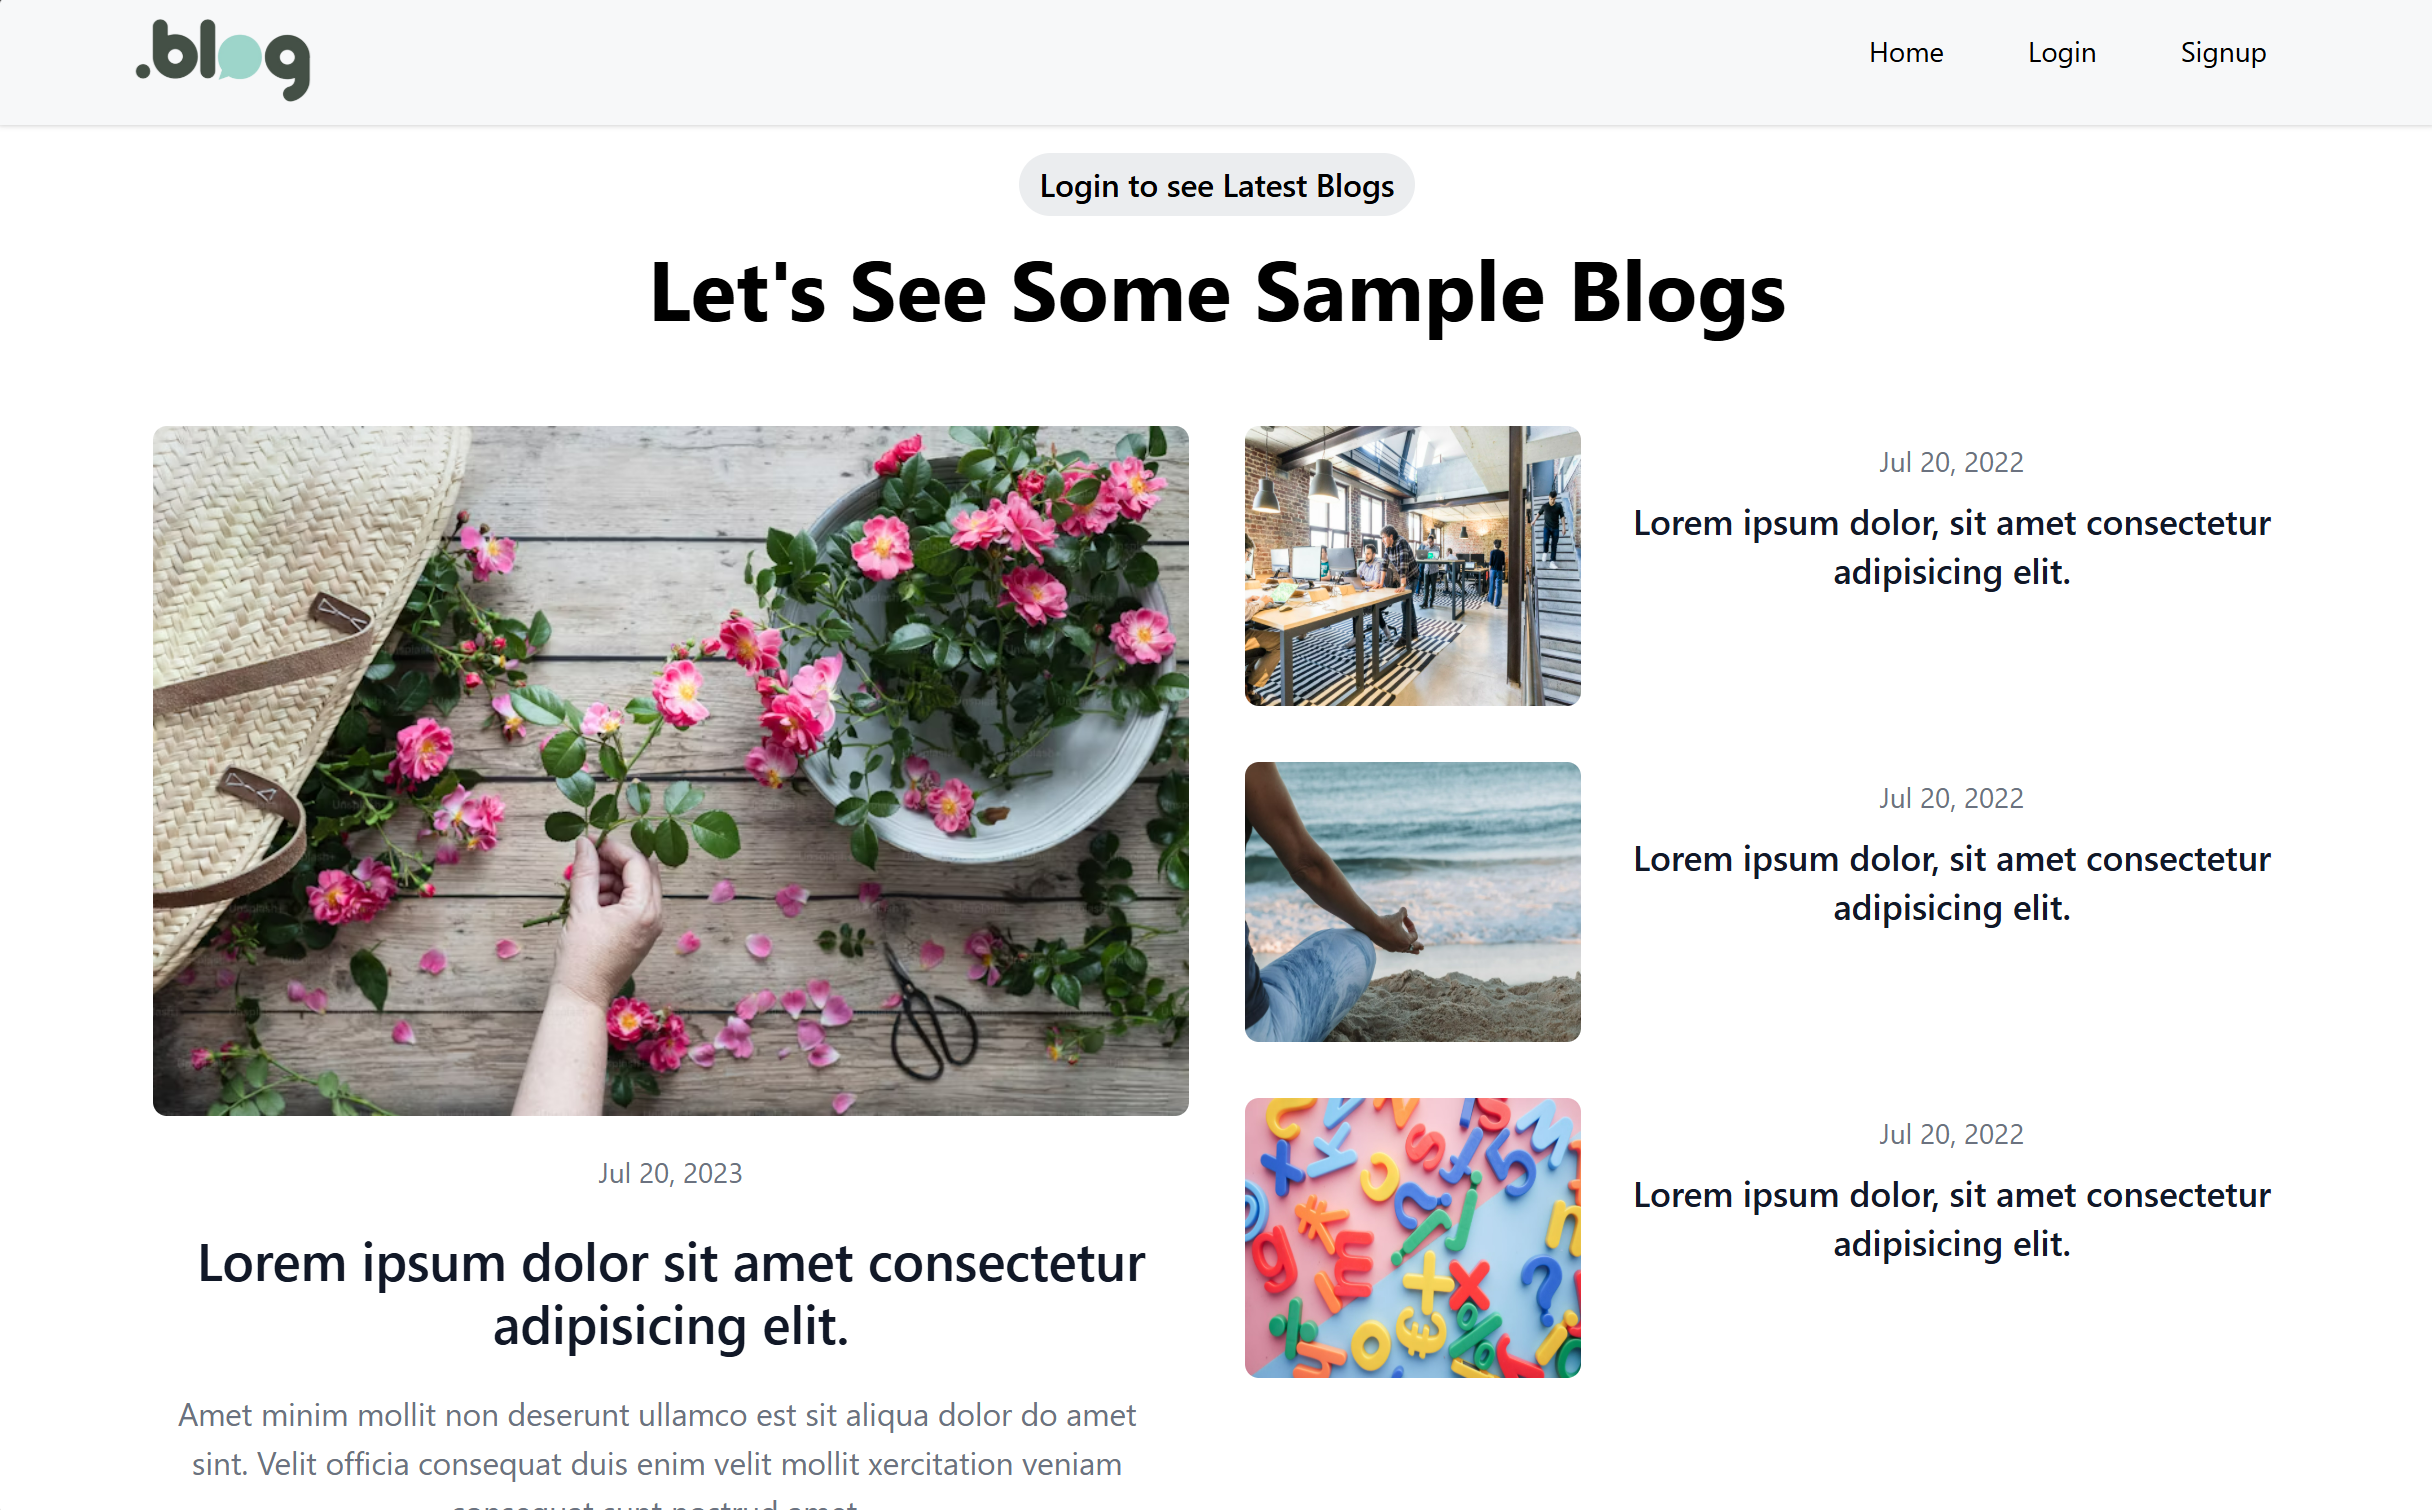 .blog
Home
Login
Signup
Login to see Latest Blogs
Let's See Some Sample Blogs
Jul 20, 2023
Lorem ipsum dolor sit amet consectetur
adipisicing elit.
Amet minim mollit non deserunt ullamco est sit aliqua dolor do amet
sint. Velit officia consequat duis enim velit mollit xercitation veniam
consequat sunt nostrud amet
Jul 20, 2022
Lorem ipsum dolor, sit amet consectetur
adipisicing elit.
Jul 20, 2022
Lorem ipsum dolor, sit amet consectetur
adipisicing elit.
Jul 20, 2022
Lorem ipsum dolor, sit amet consectetur
adipisicing elit.